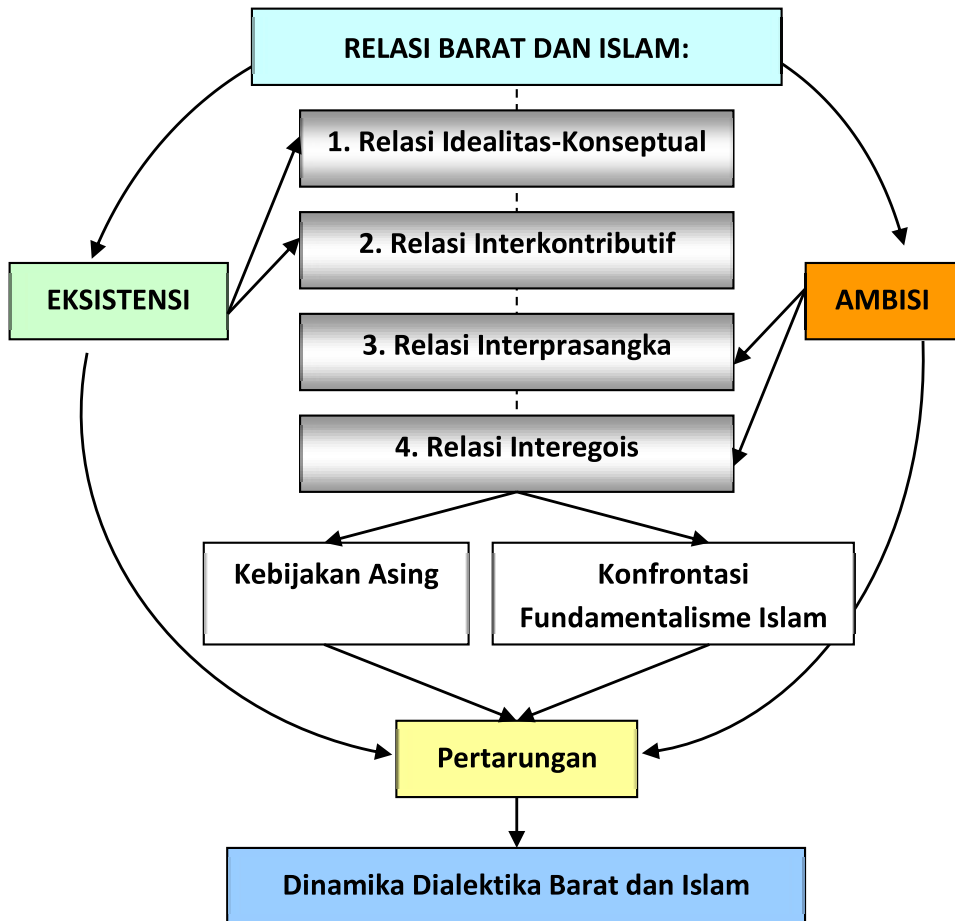 RELASI BARAT DAN ISLAM:
1. Relasi Idealitas-Konseptual
2. Relasi Interkontributif
EKSISTENSI
AMBISI
3. Relasi Interprasangka
4. Relasi Interegois
Kebijakan Asing
Konfrontasi
Fundamentalisme Islam
Pertarungan
Dinamika Dialektika Barat dan Islam